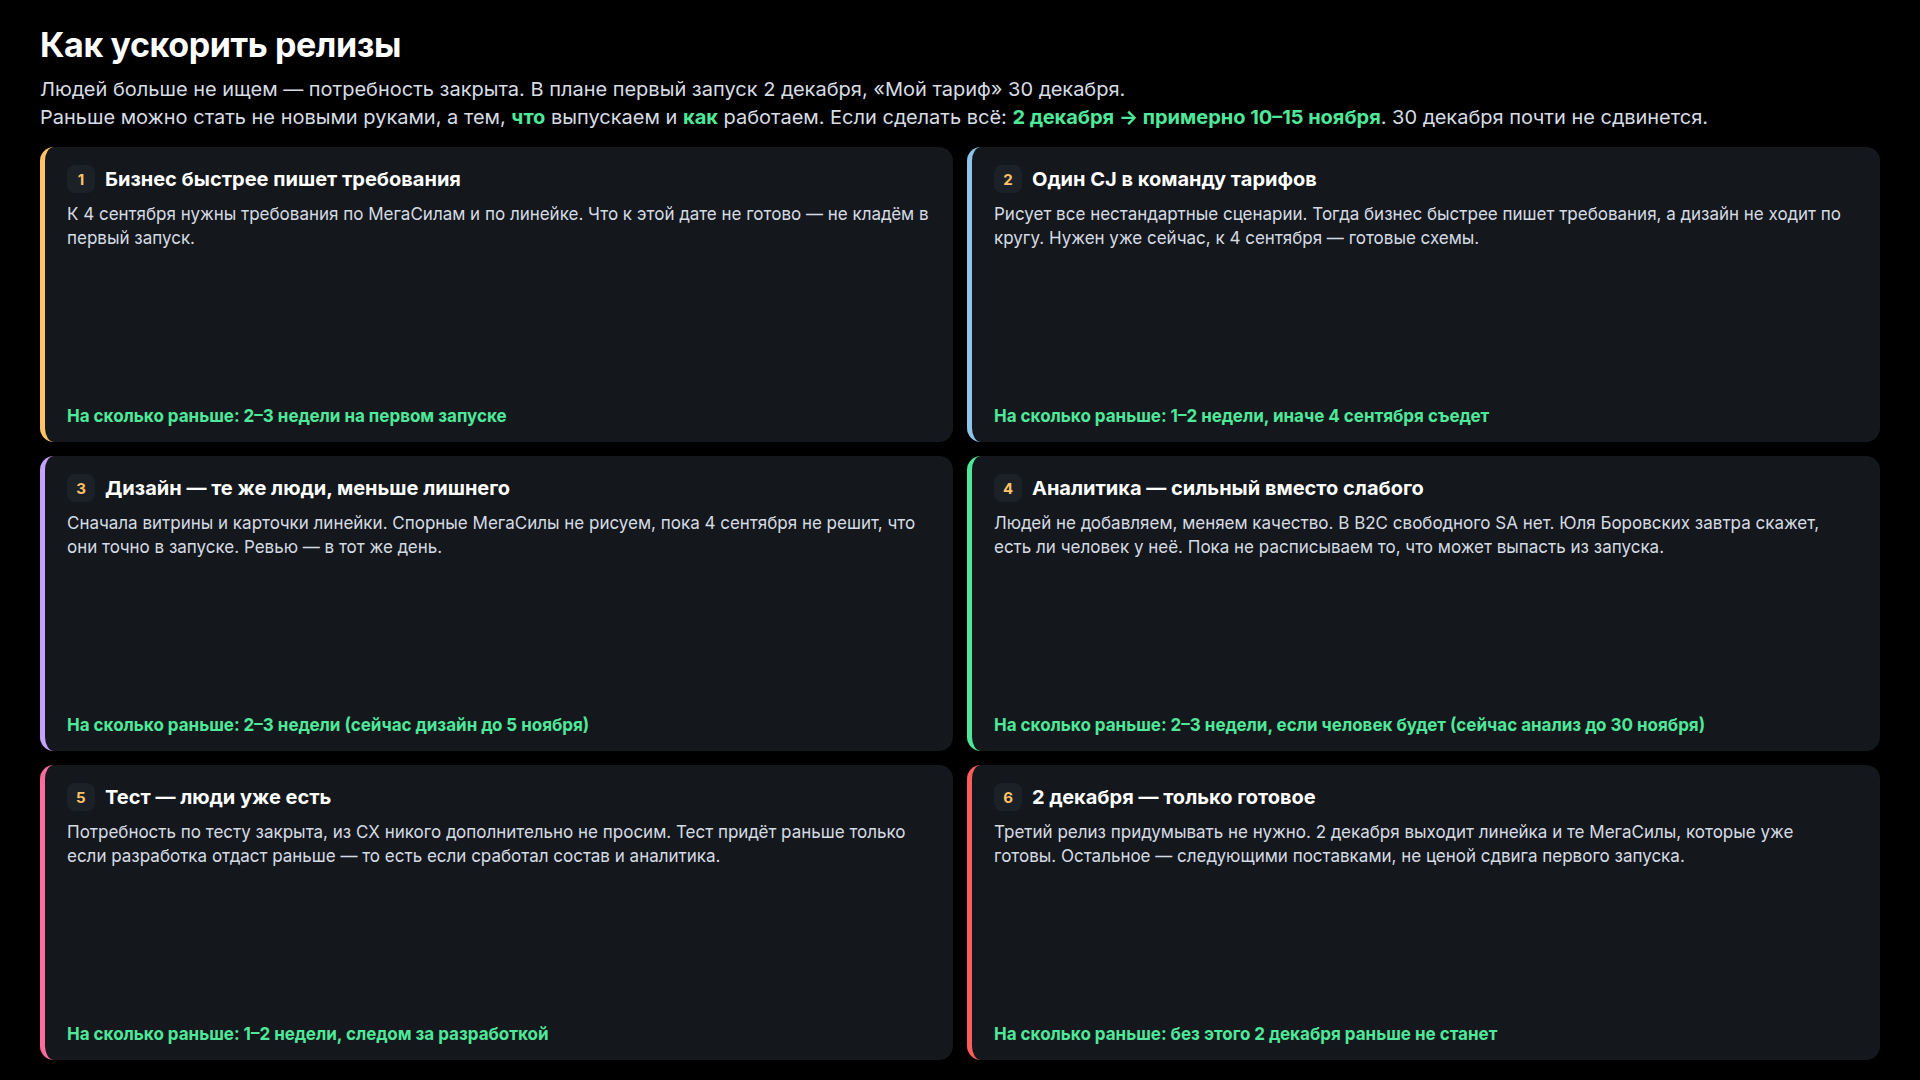 Как ускорить релизы
Людей больше не ищем — потребность закрыта. В плане первый запуск 2 декабря, «Мой тариф» 30 декабря.
Раньше можно стать не новыми руками, а тем, что выпускаем и как работаем. Если сделать всё: 2 декабря → примерно 10–15 ноября. 30 декабря почти не сдвинется.
1 Бизнес быстрее пишет требования
К 4 сентября нужны требования по МегаСилам и по линейке. Что к этой дате не готово — не кладём в
первый запуск.
На сколько раньше: 2–3 недели на первом запуске
2 Один CJ в команду тарифов
Рисует все нестандартные сценарии. Тогда бизнес быстрее пишет требования, а дизайн не ходит по
кругу. Нужен уже сейчас, к 4 сентября — готовые схемы.
На сколько раньше: 1–2 недели, иначе 4 сентября съедет
3 Дизайн — те же люди, меньше лишнего
Сначала витрины и карточки линейки. Спорные МегаСилы не рисуем, пока 4 сентября не решит, что
они точно в запуске. Ревью — в тот же день.
На сколько раньше: 2–3 недели (сейчас дизайн до 5 ноября)
4 Аналитика — сильный вместо слабого
Людей не добавляем, меняем качество. В B2C свободного SA нет. Юля Боровских завтра скажет,
есть ли человек у неё. Пока не расписываем то, что может выпасть из запуска.
На сколько раньше: 2–3 недели, если человек будет (сейчас анализ до 30 ноября)
5 Тест — люди уже есть
Потребность по тесту закрыта, из CX никого дополнительно не просим. Тест придёт раньше только
если разработка отдаст раньше — то есть если сработал состав и аналитика.
На сколько раньше: 1–2 недели, следом за разработкой
6 2 декабря — только готовое
Третий релиз придумывать не нужно. 2 декабря выходит линейка и те МегаСилы, которые уже
готовы. Остальное — следующими поставками, не ценой сдвига первого запуска.
На сколько раньше: без этого 2 декабря раньше не станет